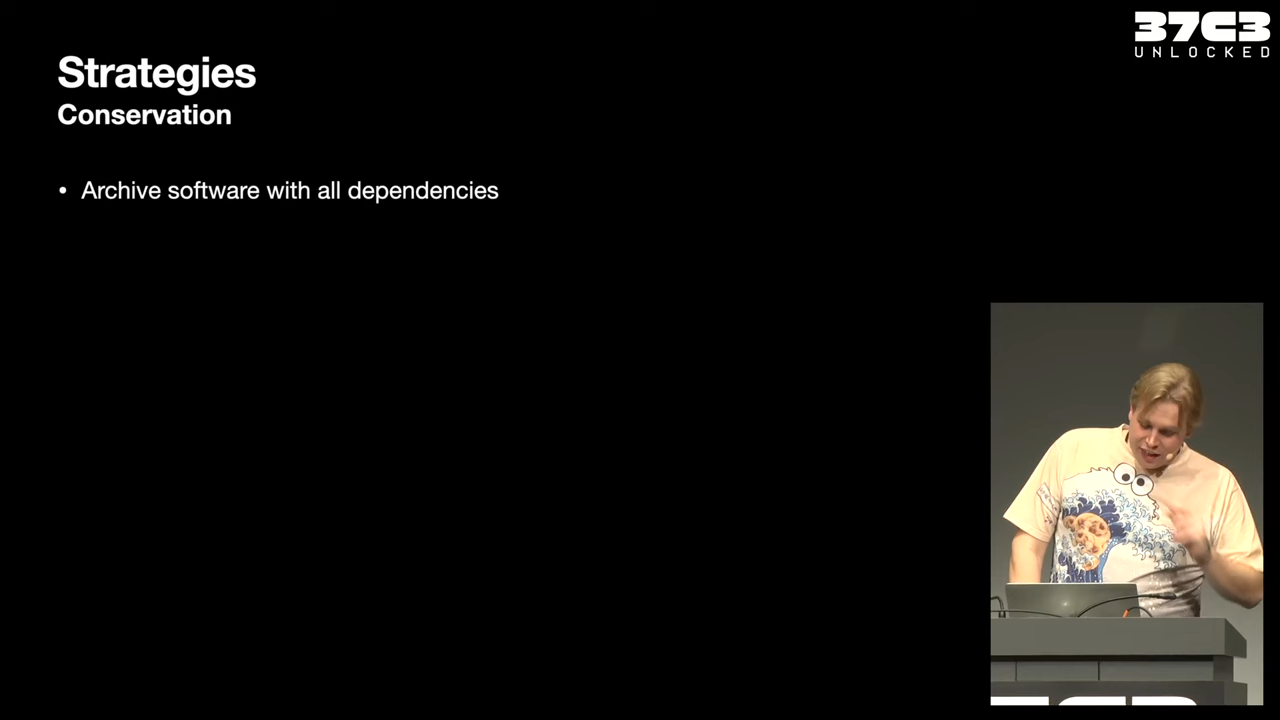 37C3
UNLOCKED
Strategies
Conservation
• Archive software with all dependencies